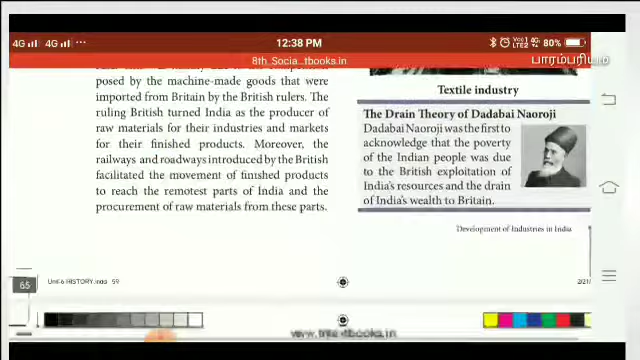 4G 4G ... 12:38 PM Vo) 1 4G LTE2 80%
8th_Socia...tbooks.in
பாரம்பரியம்
posed by the machine-made goods that were
imported from Britain by the British rulers. The
ruling British turned India as the producer of
raw materials for their industries and markets
for their finished products. Moreover, the
railways and roadways introduced by the British
facilitated the movement of finished products
to reach the remotest parts of India and the
procurement of raw materials from these parts.
Textile industry
The Drain Theory of Dadabai Naoroji
Dadabai Naoroji was the first to
acknowledge that the poverty
of the Indian people was due
to the British exploitation of
India's resources and the drain
of India's wealth to Britain.
Development of Industries in India
65
Unit-6 HISTORY.indd 59
2/21